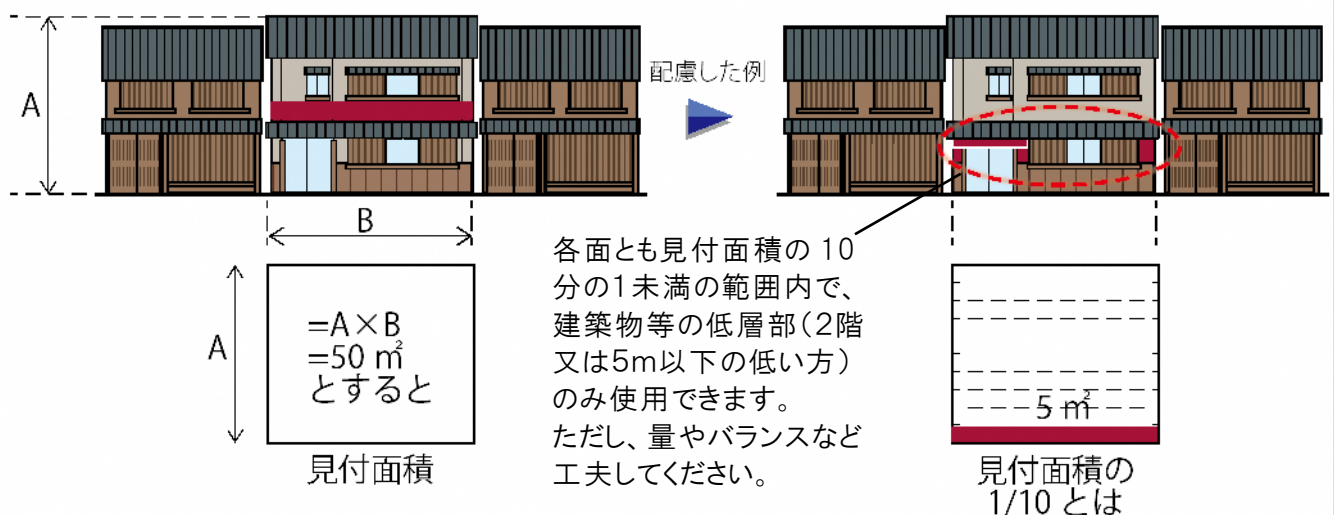 A
配慮した例
B
A
=A×B
=50 ㎡
とすると
見付面積
各面とも見付面積の 10
分の1未満の範囲内で、
建築物等の低層部(2階
又は5m以下の低い方)
のみ使用できます。
ただし、量やバランスなど
工夫してください。
5 ㎡
見付面積の
1/10 とは